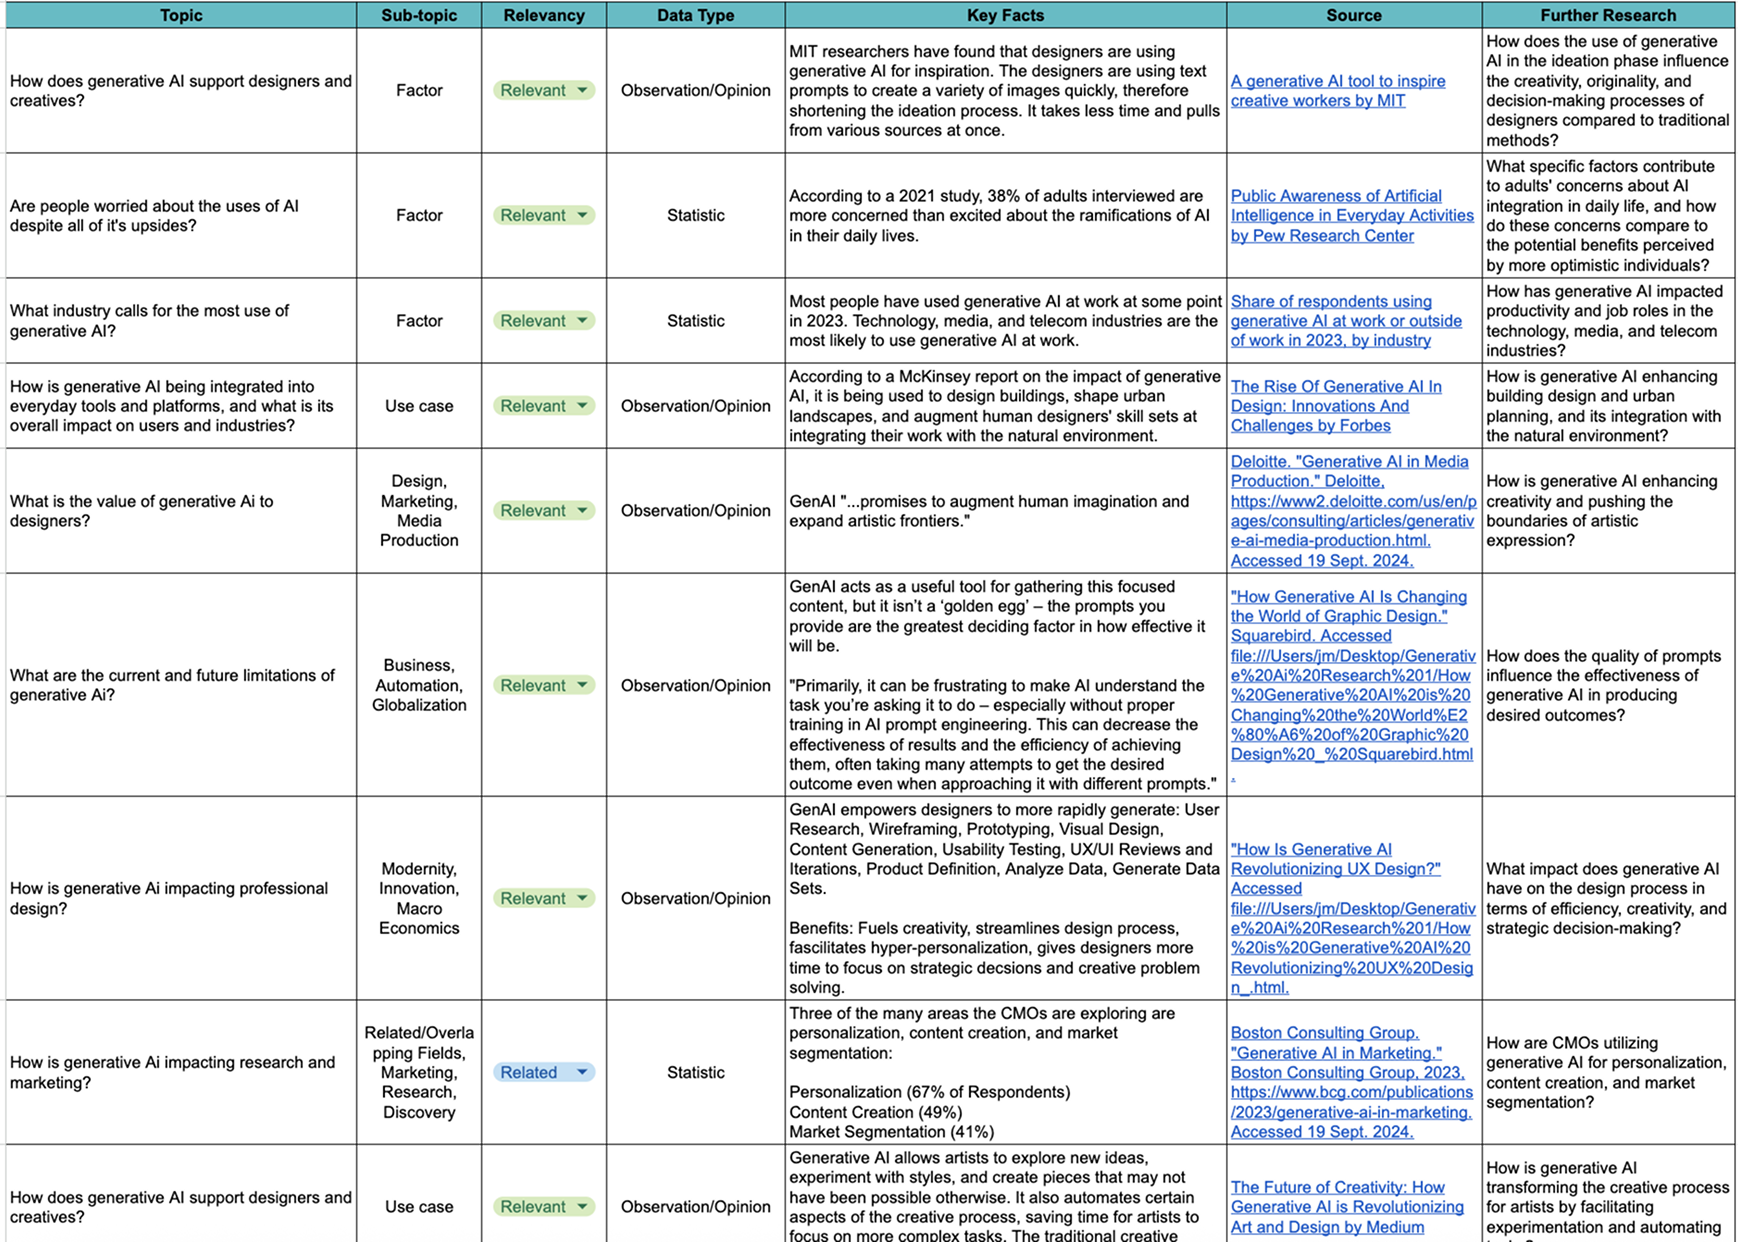 Topic
Sub-topic
Relevancy
Data Type
Key Facts
Source
Further Research
How does generative AI support designers and
creatives?
Factor
Relevant
Observation/Opinion
MIT researchers have found that designers are using
generative AI for inspiration. The designers are using text
prompts to create a variety of images quickly, therefore
shortening the ideation process. It takes less time and pulls
from various sources at once.
A generative AI tool to inspire
creative workers by MIT
How does the use of generative
AI in the ideation phase influence
the creativity, originality, and
decision-making processes of
designers compared to traditional
methods?
Are people worried about the uses of AI
despite all of it's upsides?
Factor
Relevant
Statistic
According to a 2021 study, 38% of adults interviewed are
more concerned than excited about the ramifications of AI
in their daily lives.
Public Awareness of Artificial
Intelligence in Everyday Activities
by Pew Research Center
What specific factors contribute
to adults' concerns about AI
integration in daily life, and how
do these concerns compare to
the potential benefits perceived
by more optimistic individuals?
What industry calls for the most use of
generative AI?
Factor
Relevant
Statistic
Most people have used generative AI at work at some point
in 2023. Technology, media, and telecom industries are the
most likely to use generative AI at work.
Share of respondents using
generative AI at work or outside
of work in 2023, by industry
How has generative AI impacted
productivity and job roles in the
technology, media, and telecom
industries?
How is generative AI being integrated into
everyday tools and platforms, and what is its
overall impact on users and industries?
Use case
Relevant
Observation/Opinion
According to a McKinsey report on the impact of generative
AI, it is being used to design buildings, shape urban
landscapes, and augment human designers' skill sets at
integrating their work with the natural environment.
The Rise Of Generative AI In
Design: Innovations And
Challenges by Forbes
How is generative AI enhancing
building design and urban
planning, and its integration with
the natural environment?
What is the value of generative Ai to
designers?
Design,
Marketing,
Media
Production
Relevant
Observation/Opinion
GenAI "...promises to augment human imagination and
expand artistic frontiers."
Deloitte. "Generative AI in Media
Production." Deloitte,
https://www2.deloitte.com/us/en/p
ages/consulting/articles/generativ
e-ai-media-production.html.
Accessed 19 Sept. 2024.
How is generative AI enhancing
creativity and pushing the
boundaries of artistic
expression?
What are the current and future limitations of
generative Ai?
Business,
Automation,
Globalization
Relevant
Observation/Opinion
GenAI acts as a useful tool for gathering this focused
content, but it isn't a 'golden egg' – the prompts you
provide are the greatest deciding factor in how effective it
will be.
"Primarily, it can be frustrating to make AI understand the
task you're asking it to do – especially without proper
training in AI prompt engineering. This can decrease the
effectiveness of results and the efficiency of achieving
them, often taking many attempts to get the desired
outcome even when approaching it with different prompts."
"How Generative AI Is Changing
the World of Graphic Design."
Squarebird. Accessed
file:///Users/jm/Desktop/Generativ
e%20Ai%20Research%201/How
%20Generative%20AI%20is%20
Changing%20the%20World%E2
%80%A6%20of%20Graphic%20
Design%20_%20Squarebird.html
.
How does the quality of prompts
influence the effectiveness of
generative AI in producing
desired outcomes?
How is generative Ai impacting professional
design?
Modernity,
Innovation,
Macro
Economics
Relevant
Observation/Opinion
GenAI empowers designers to more rapidly generate: User
Research, Wireframing, Prototyping, Visual Design,
Content Generation, Usability Testing, UX/UI Reviews and
Iterations, Product Definition, Analyze Data, Generate Data
Sets.
Benefits: Fuels creativity, streamlines design process,
fascilitates hyper-personalization, gives designers more
time to focus on strategic decsions and creative problem
solving.
"How Is Generative AI
Revolutionizing UX Design?"
Accessed
file:///Users/jm/Desktop/Generativ
e%20Ai%20Research%201/How
%20is%20Generative%20AI%20
Revolutionizing%20UX%20Desig
n_.html.
What impact does generative AI
have on the design process in
terms of efficiency, creativity, and
strategic decision-making?
How is generative Ai impacting research and
marketing?
Related/Overla
pping Fields,
Marketing,
Research,
Discovery
Related
Statistic
Three of the many areas the CMOs are exploring are
personalization, content creation, and market
segmentation:
Personalization (67% of Respondents)
Content Creation (49%)
Market Segmentation (41%)
Boston Consulting Group.
"Generative AI in Marketing."
Boston Consulting Group, 2023,
https://www.bcg.com/publications
/2023/generative-ai-in-marketing.
Accessed 19 Sept. 2024.
How are CMOs utilizing
generative AI for personalization,
content creation, and market
segmentation?
How does generative AI support designers and
creatives?
Use case
Relevant
Observation/Opinion
Generative AI allows artists to explore new ideas,
experiment with styles, and create pieces that may not
have been possible otherwise. It also automates certain
aspects of the creative process, saving time for artists to
focus on more complex tasks. The traditional creative
The Future of Creativity: How
Generative AI is Revolutionizing
Art and Design by Medium
How is generative AI
transforming the creative process
for artists by facilitating
experimentation and automating